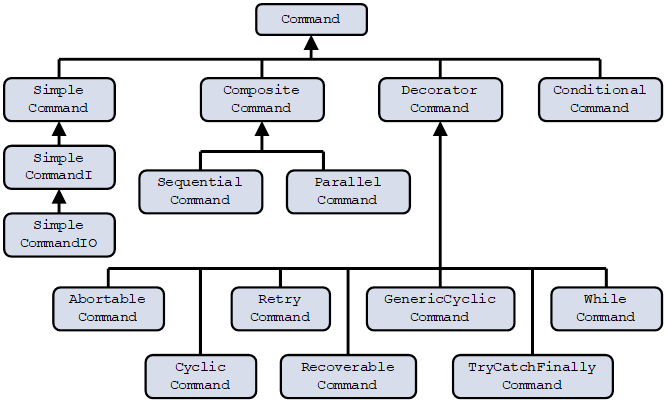 Command
Simple
Command
Composite
Command
Decorator
Command
Conditional
Command
Simple
CommandI
Sequential
Command
Parallel
Command
Simple
CommandIO
Abortable
Command
Retry
Command
GenericCyclic
Command
While
Command
Cyclic
Command
Recoverable
Command
TryCatchFinally
Command